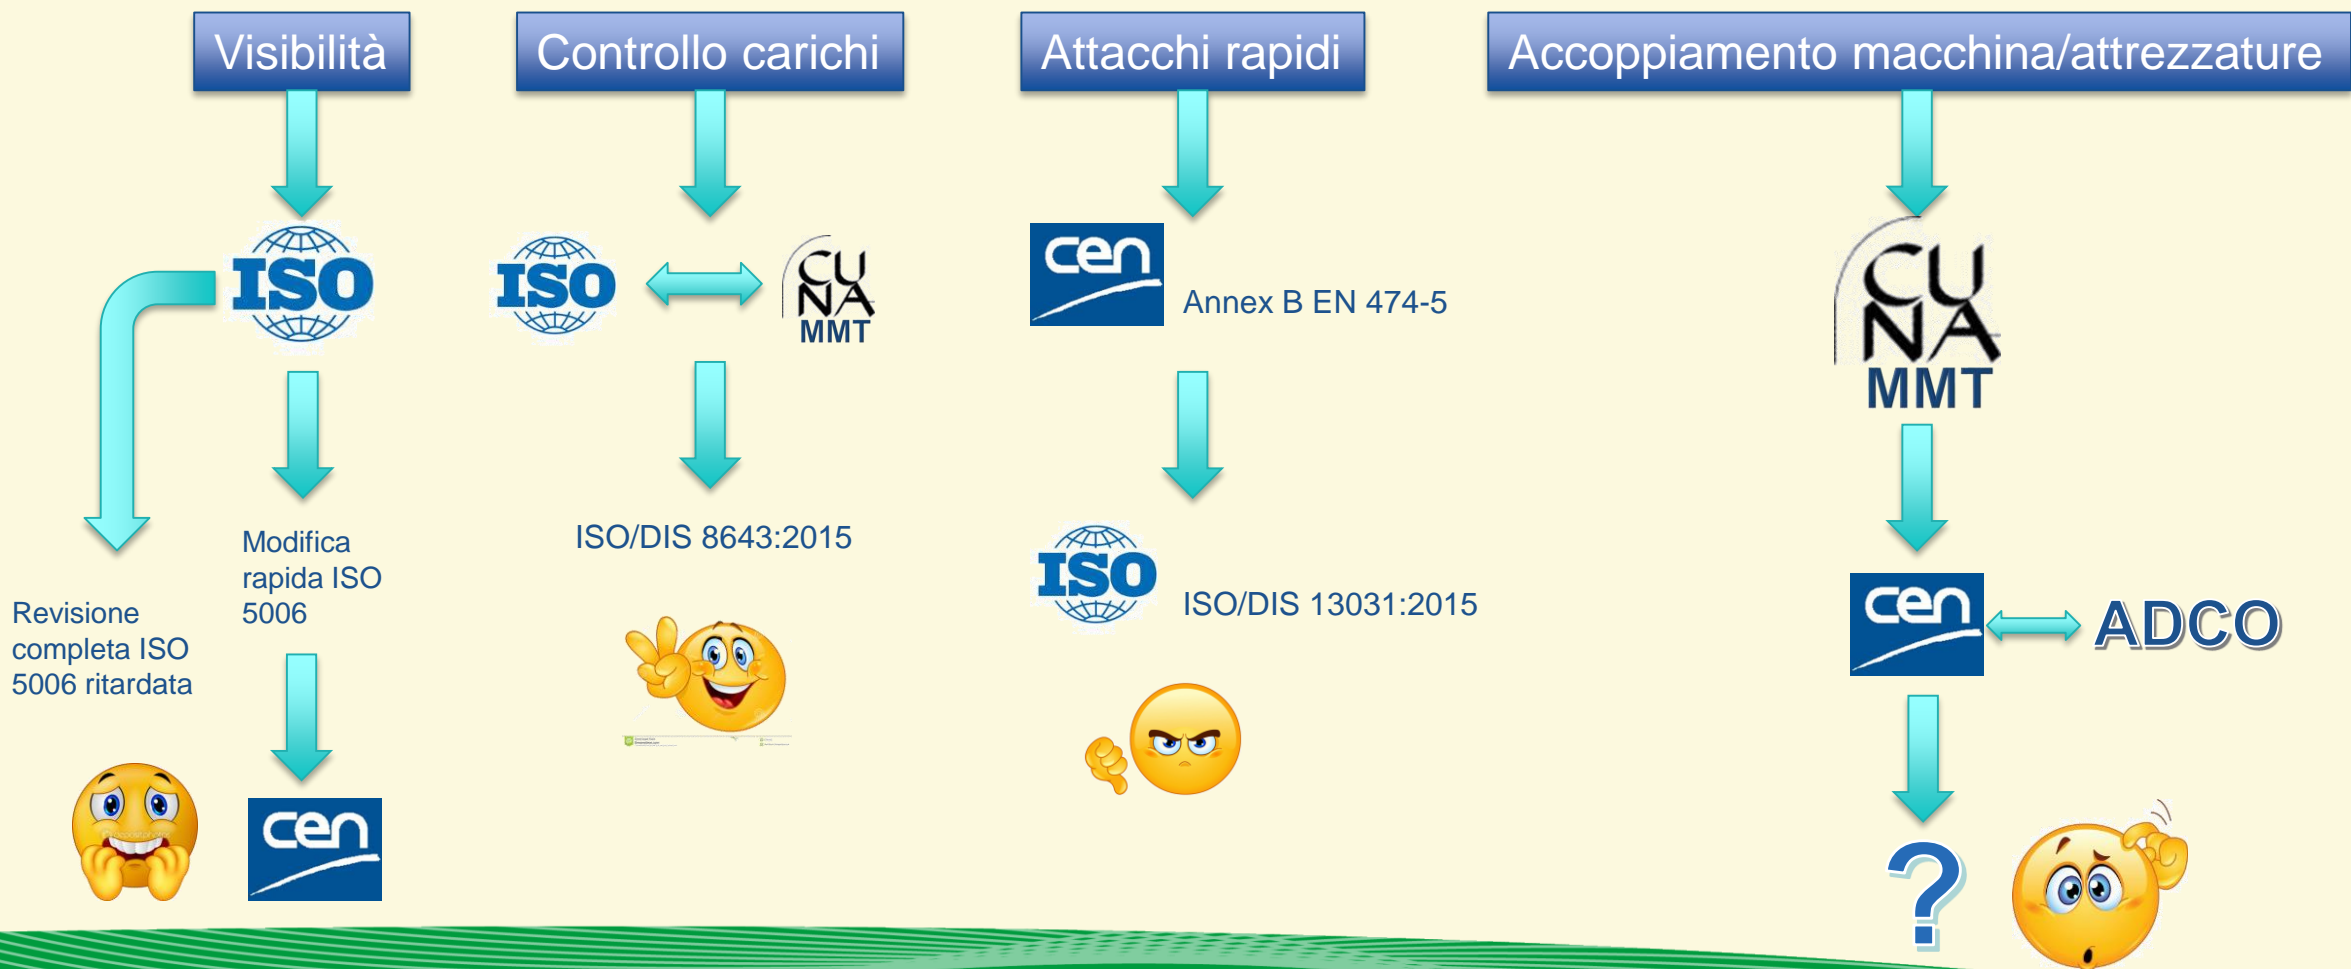 Visibilità
Controllo carichi
Attacchi rapidi
Accoppiamento macchina/attrezzature
ISO
ISO
CU
NA
MMT
cen
Annex B EN 474-5
CU
NA
MMT
Modifica
rapida ISO
5006
Revisione
completa ISO
5006 ritardata
ISO/DIS 8643:2015
ISO
ISO/DIS 13031:2015
cen
ADCO
cen
?